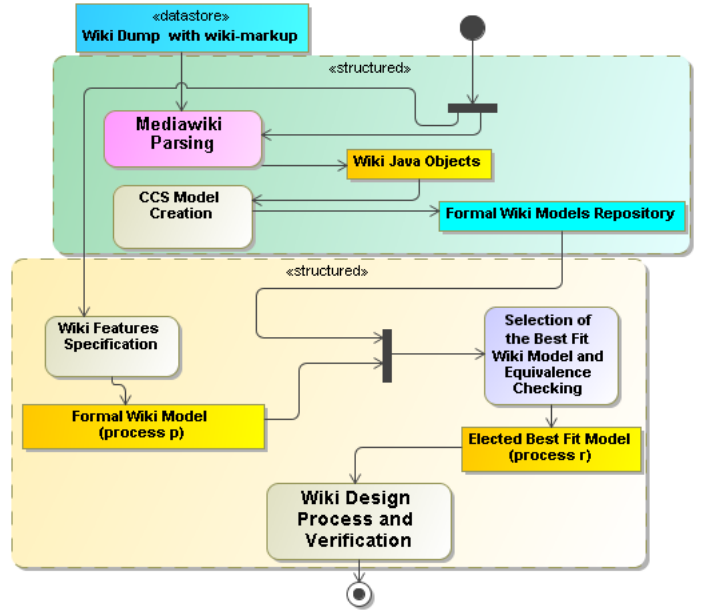 «datastore»
Wiki Dump with wiki-markup
«structured»
Mediawiki
Parsing
Wiki Java Objects
CCS Model
Creation
Formal Wiki Models Repository
«structured»
Wiki Features
Specification
Selection of
the Best Fit
Wiki Model and
Equivalence
Checking
Formal Wiki Model
(process p)
Elected Best Fit Model
(process r)
Wiki Design
Process and
Verification